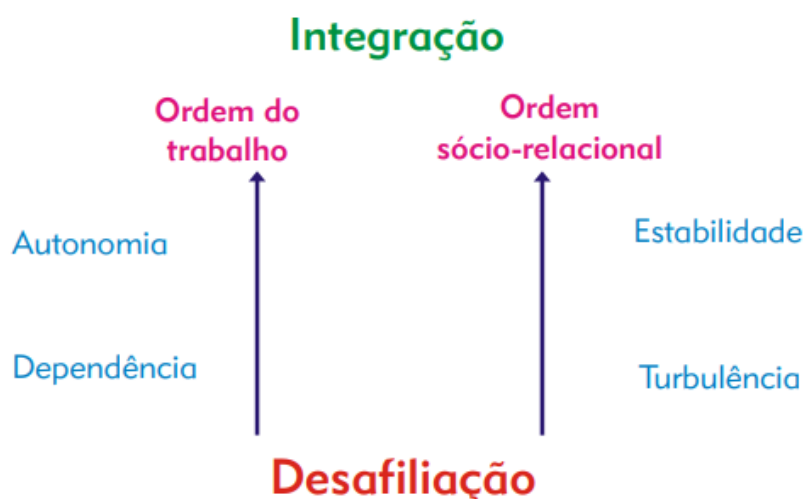 Integração
Ordem do
trabalho
Ordem
sócio-relacional
Autonomia
Estabilidade
Dependência
Turbulência
Desafiliação